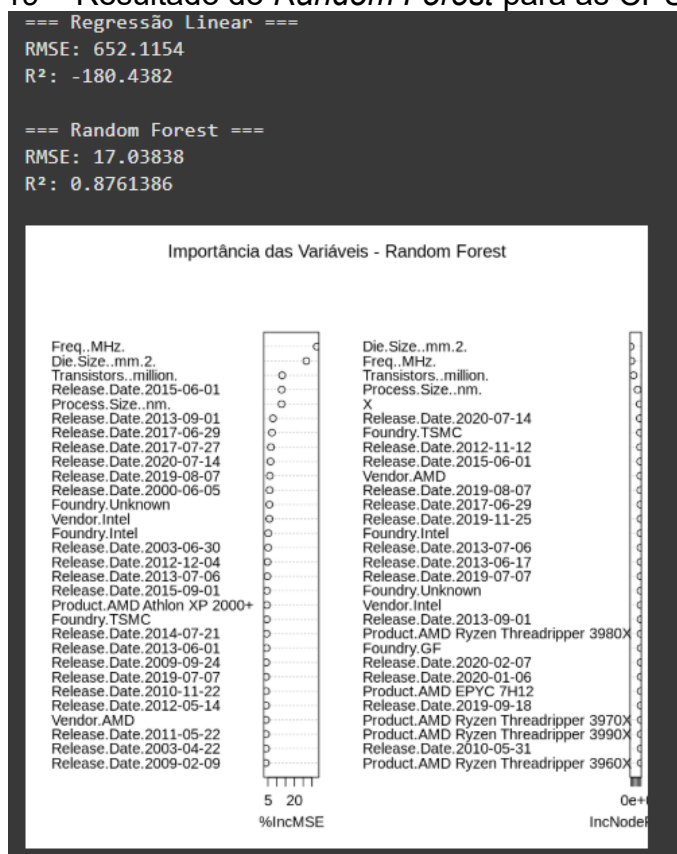 === Regressão Linear ===
RMSE: 652.1154
R²: -180.4382
=== Random Forest ===
RMSE: 17.03838
R²: 0.8761386
Importância das Variáveis - Random Forest
Freq..MHz.
Die.Size..mm.2.
Transistors..million.
Release.Date.2015-06-01
Process.Size..nm.
Release.Date.2013-09-01
Release.Date.2017-06-29
Release.Date.2017-07-27
Release.Date.2020-07-14
Release.Date.2019-08-07
Release.Date.2000-06-05
Foundry.Unknown
Vendor.Intel
Foundry.Intel
Release.Date.2003-06-30
Release.Date.2012-12-04
Release.Date.2013-07-06
Release.Date.2015-09-01
Product.AMD Athlon XP 2000+
Foundry.TSMC
Release.Date.2014-07-21
Release.Date.2013-06-01
Release.Date.2009-09-24
Release.Date.2019-07-07
Release.Date.2010-11-22
Release.Date.2012-05-14
Vendor.AMD
Release.Date.2011-05-22
Release.Date.2003-04-22
Release.Date.2009-02-09
5 20
%IncMSE
Die.Size..mm.2.
Freq..MHz.
Transistors..million.
Process.Size..nm.
X
Release.Date.2020-07-14
Foundry.TSMC
Release.Date.2012-11-12
Release.Date.2015-06-01
Vendor.AMD
Release.Date.2019-08-07
Release.Date.2017-06-29
Release.Date.2019-11-25
Foundry.Intel
Release.Date.2013-07-06
Release.Date.2013-06-17
Release.Date.2019-07-07
Foundry.Unknown
Vendor.Intel
Release.Date.2013-09-01
Product.AMD Ryzen Threadripper 3980X
Foundry.GF
Release.Date.2020-02-07
Release.Date.2020-01-06
Product.AMD EPYC 7H12
Release.Date.2019-09-18
Product.AMD Ryzen Threadripper 3970X
Product.AMD Ryzen Threadripper 3990X
Release.Date.2010-05-31
Product.AMD Ryzen Threadripper 3960X